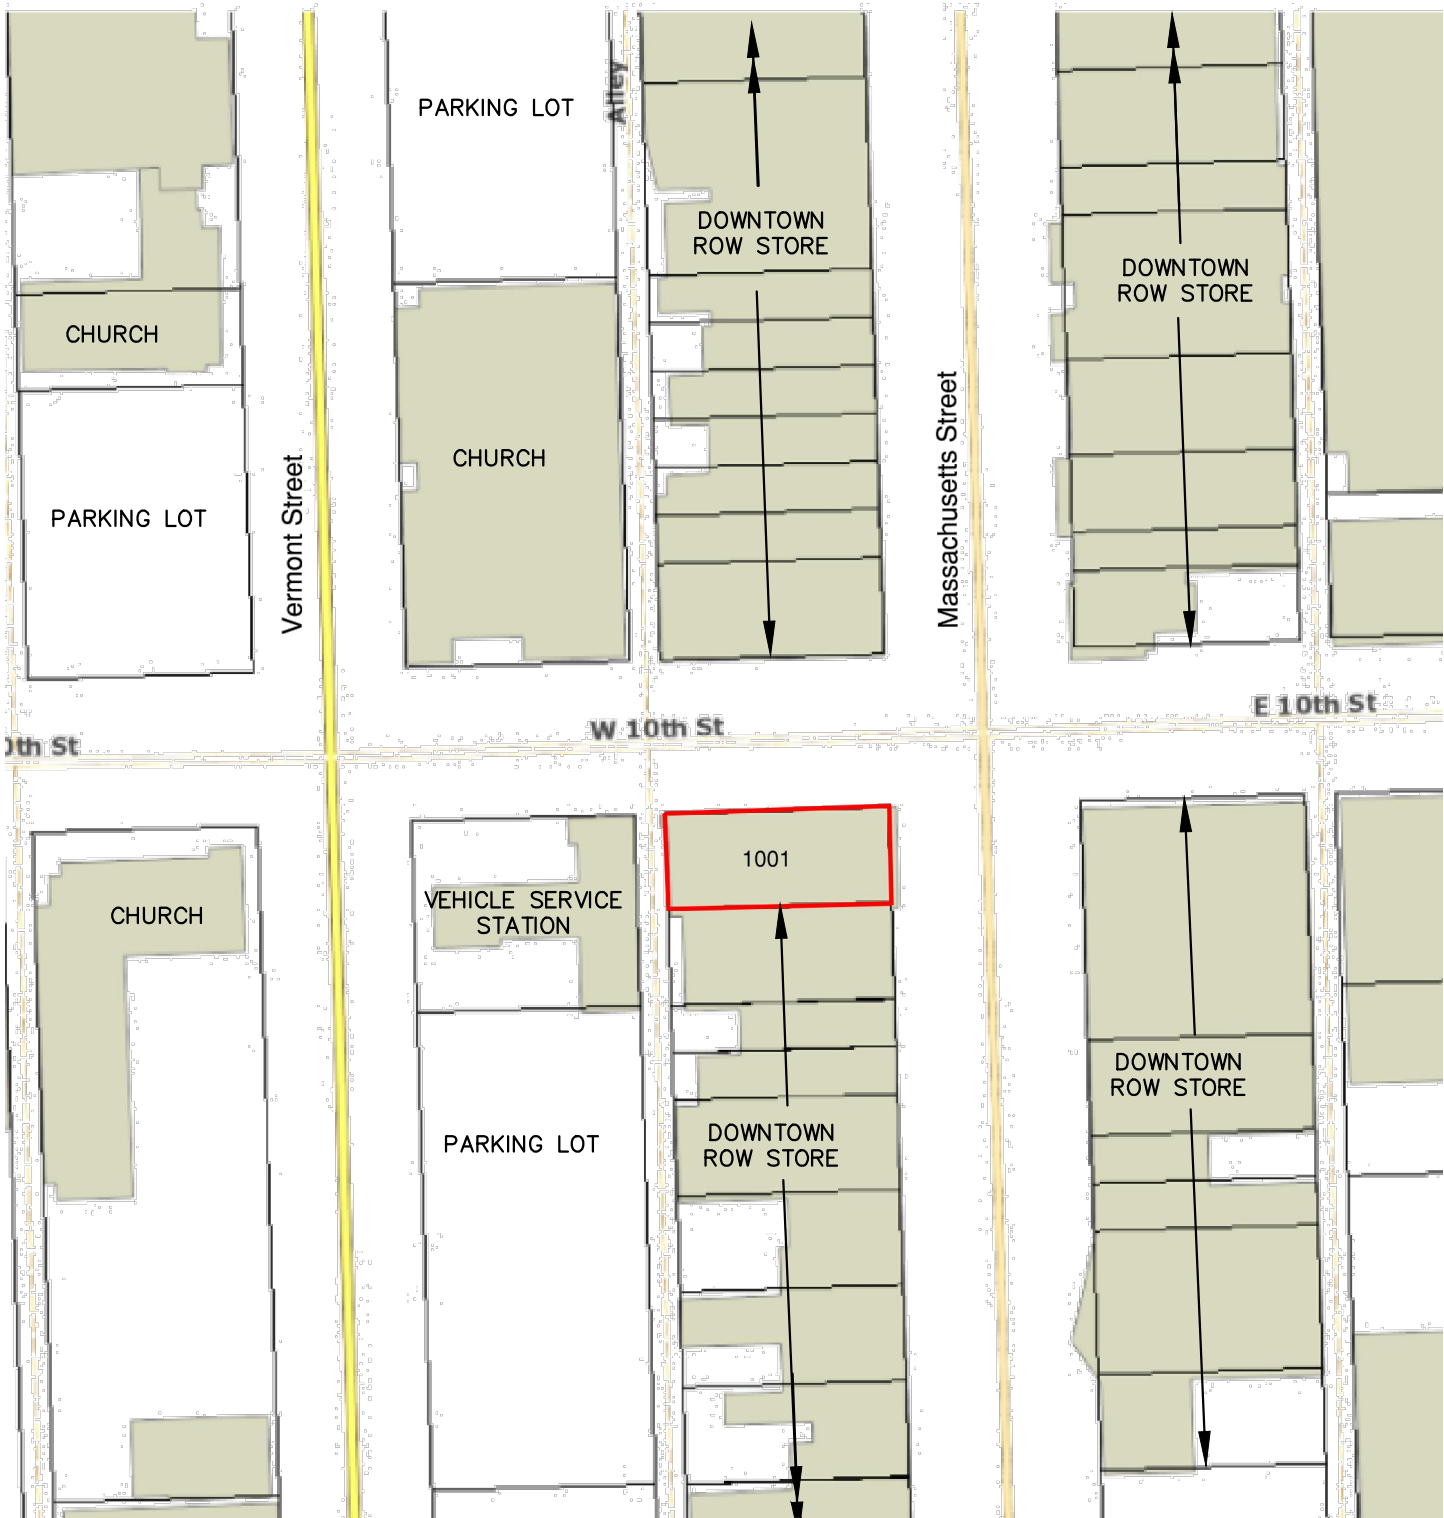 PARKING LOT
Alley
DOWNTOWN
ROW STORE
DOWNTOWN
ROW STORE
CHURCH
CHURCH
PARKING LOT
Vermont Street
Massachusetts Street
0th St
W 10th St
E 10th St
1001
CHURCH
VEHICLE SERVICE
STATION
DOWNTOWN
ROW STORE
PARKING LOT
DOWNTOWN
ROW STORE